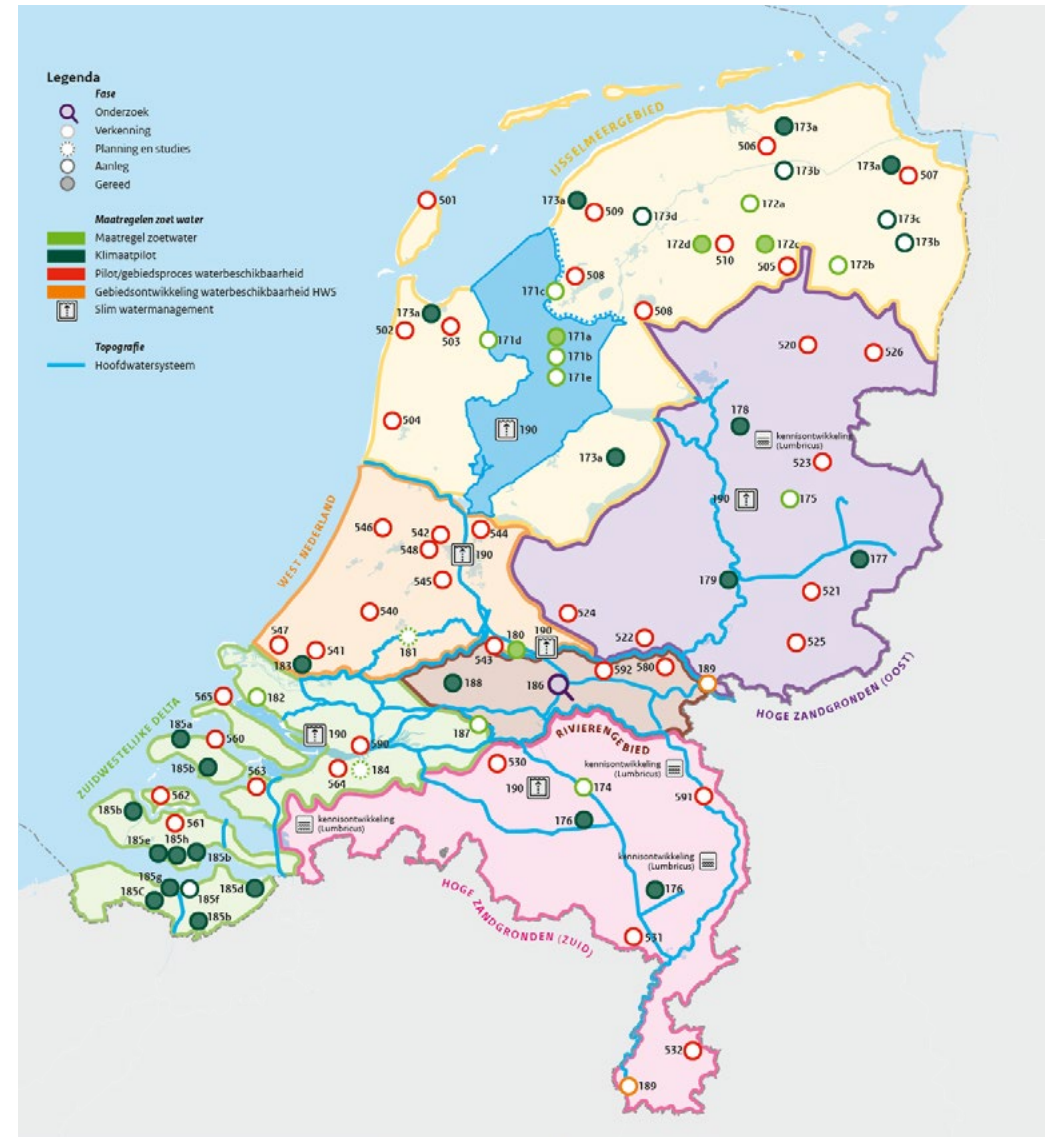 Legenda
Fase
Onderzoek
Verkenning
Planning en studies
Aanleg
Gereed
Maatregelen zoet water
Maatregel zoetwater
Klimaatpilot
Pilot/gebiedsproces waterbeschikbaarheid
Gebiedsontwikkeling waterbeschikbaarheid HWS
Slim watermanagement
Topografie
Hoofdwatersysteem
IJSSELMEERGEBIED
173a
506
173b
173a
507
501
173a
509
173d
172a
173c
173b
172d
510
172c
505
172b
508
171c
508
173a
502
503
171d
171a
171b
171e
520
526
504
190
178
kennisontwikkeling
(Lumbricus)
523
173a
190
175
WEST NEDERLAND
546
542
544
548
190
545
179
177
521
540
524
547
541
181
180
190
522
525
543
183
592
580
189
188
186
HOGE ZANDGRONDEN (OOST)
ZUIDWESTELIJKE DELTA
565
182
185a
560
190
590
187
RIVIERENGEBIED
185b
563
564
184
530
kennisontwikkeling
(Lumbricus)
562
190
174
591
185b
561
kennisontwikkeling
(Lumbricus)
176
185e
185h
185b
kennisontwikkeling
(Lumbricus)
185g
185C
185f
185d
176
185b
HOGE ZANDGRONDEN (ZUID)
531
532
189